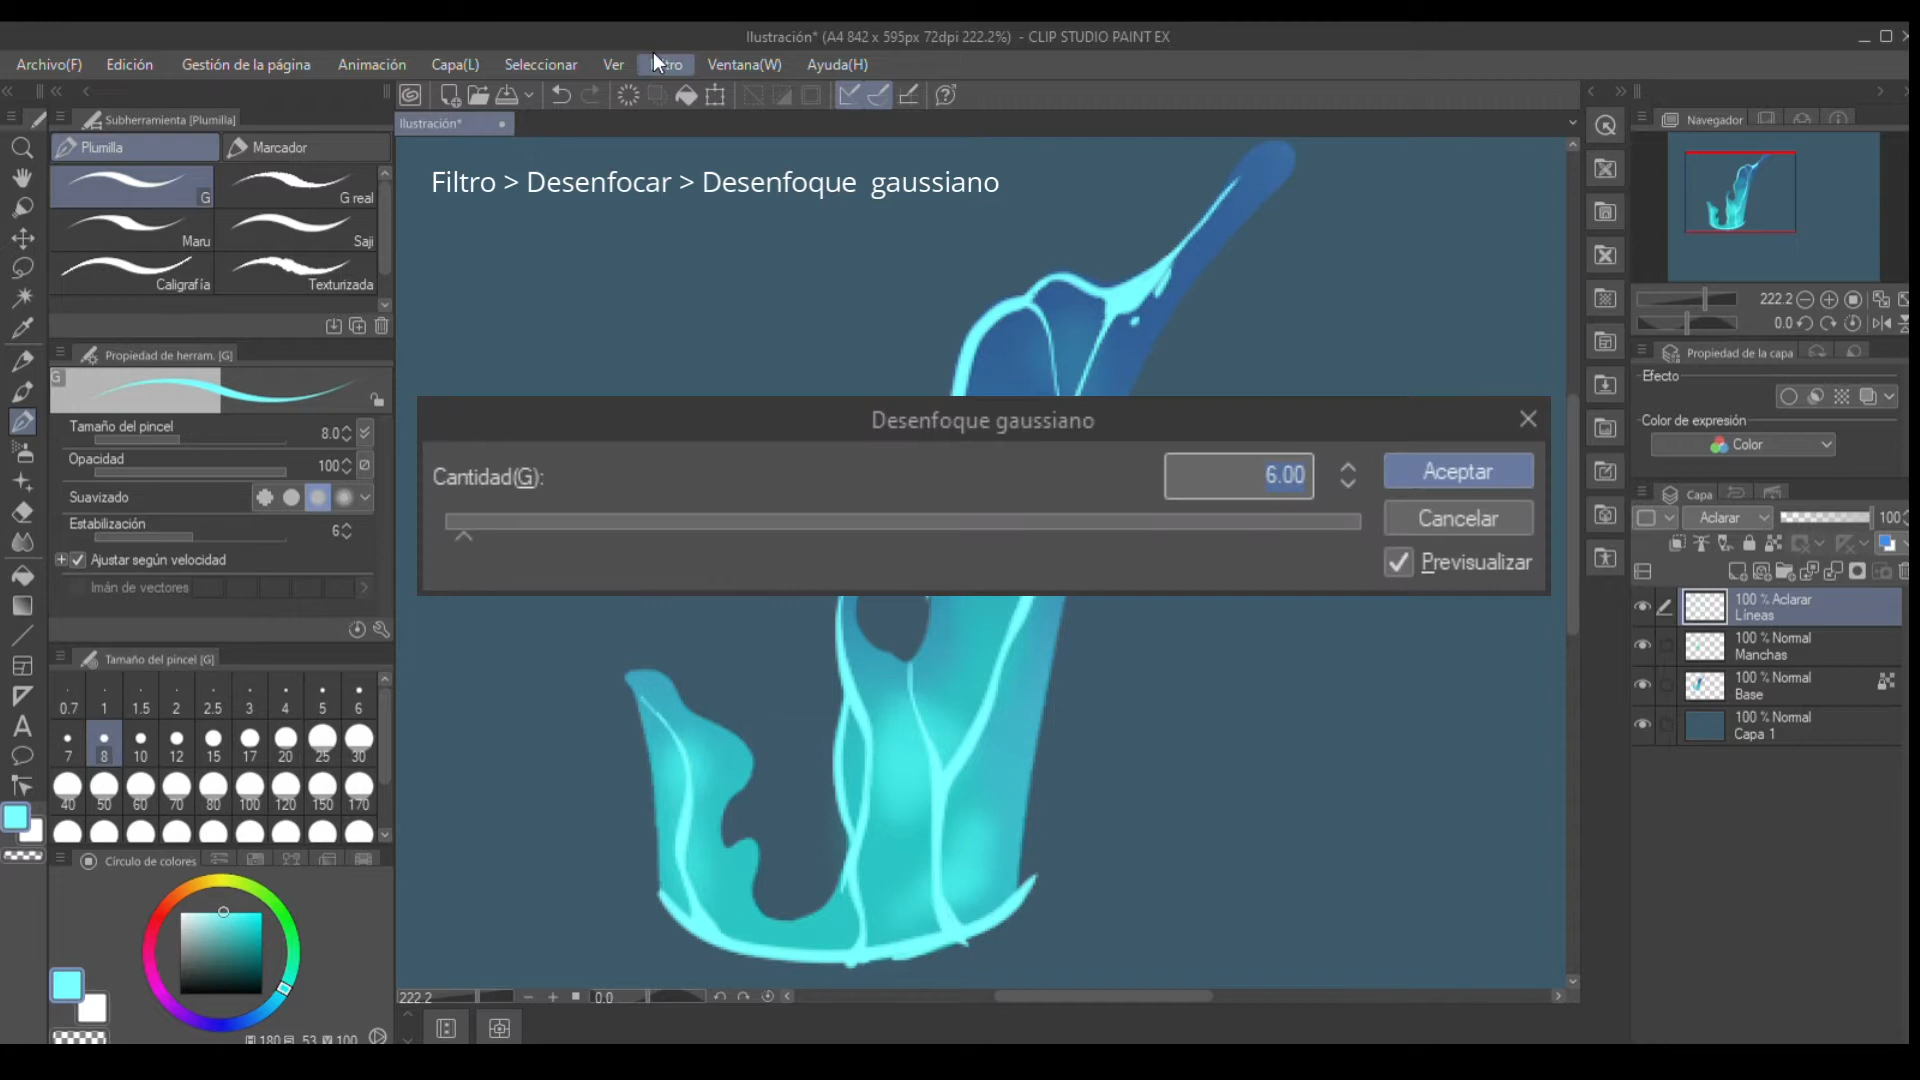 Ilustración* (A4 842 x 595px 72dpi 222.2%) - CLIP STUDIO PAINT EX
Archivo(F) Edición Gestión de la página Animación Capa(L) Seleccionar Ver Ventana(W) Ayuda(H)
Subherramienta [Plumilla]
Ilustración*
Navegador
Plumilla Marcador
Filtro > Desenfocar > Desenfoque gaussiano
G G real
Maru Saji
Caligrafía Texturizada
222.2
0.0
Propiedad de herram. [G]
Propiedad de la capa
G
Efecto
Color de expresión
Color
Tamaño del pincel 8.0
Opacidad 100
Suavizado
Estabilización 6
Ajustar según velocidad
Imán de vectores
Desenfoque gaussiano
Cantidad(G): 6.00 Aceptar
Cancelar
Previsualizar
Capa
Aclarar 100
100 % Aclarar
Líneas
100 % Normal
Manchas
100 % Normal
Base
100 % Normal
Capa 1
Tamaño del pincel [G]
0.7 1 1.5 2 2.5 3 4 5 6
7 8 10 12 15 17 20 25 30
40 50 60 70 80 100 120 150 170
A
Círculo de colores
222.2 0.0
H 180 S 53 V 100